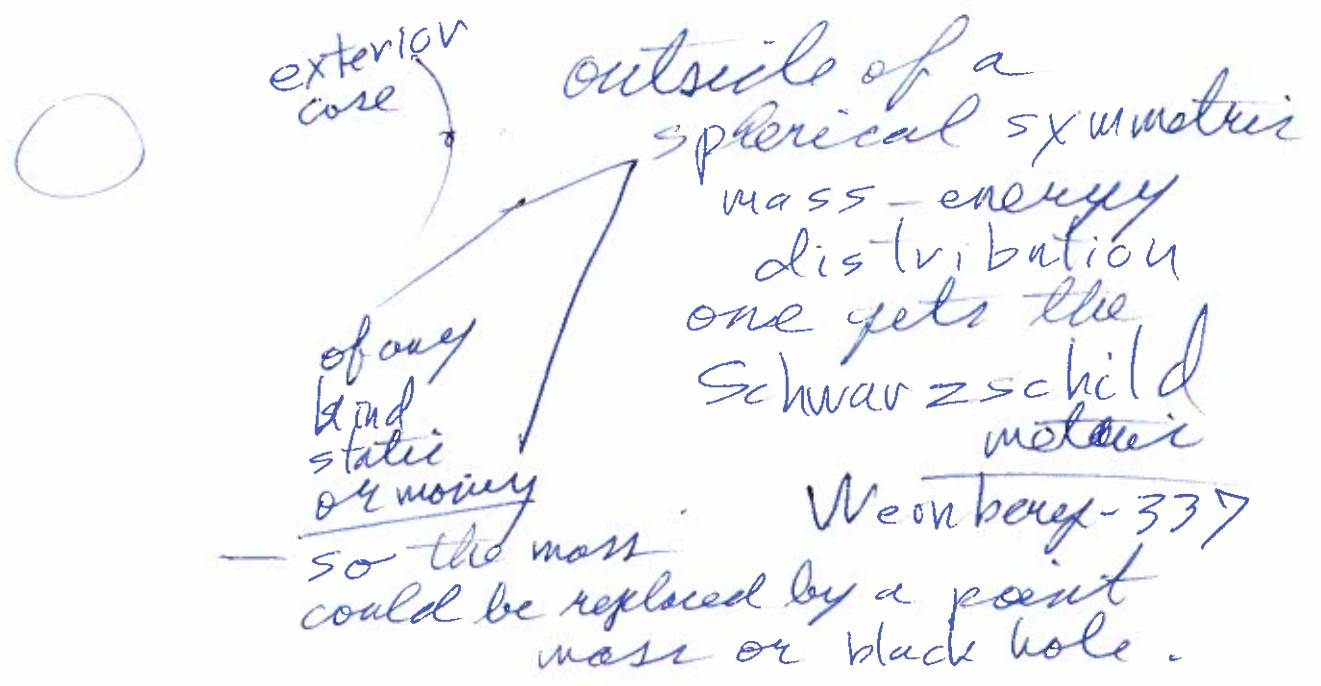 exterior
case
outside of a
spherical symmetric
mass-energy
distribution
one gets the
Schwarzschild
metric
of any
kind
static
or moving
Weinberg-337
— so the mass
could be replaced by a point
mass or black hole.